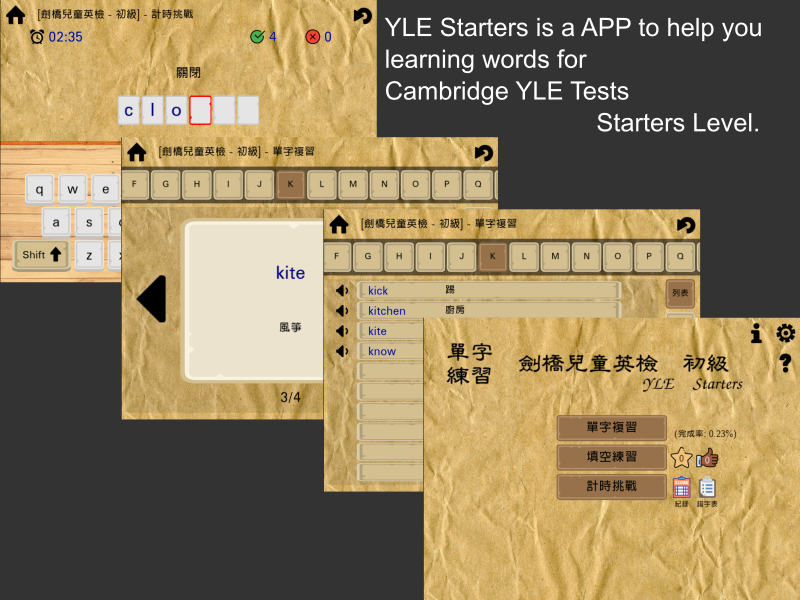 YLE Starters is a APP to help you
learning words for
Cambridge YLE Tests
Starters Level.
[劍橋兒童英檢 - 初級] - 計時挑戰
02:35
4
0
關閉
c l o
q w e
a s
Shift z
[劍橋兒童英檢 - 初級] - 單字複習
F G H I J K L M N O P Q
kite
風箏
3/4
[劍橋兒童英檢 - 初級] - 單字複習
F G H I J K L M N O P Q
kick 踢
列表
kitchen 廚房
kite
know
單字
練習
劍橋兒童英檢 初級
YLE Starters
單字複習
(完成率: 0.23%)
填空練習
0
計時挑戰
紀錄
錯字表